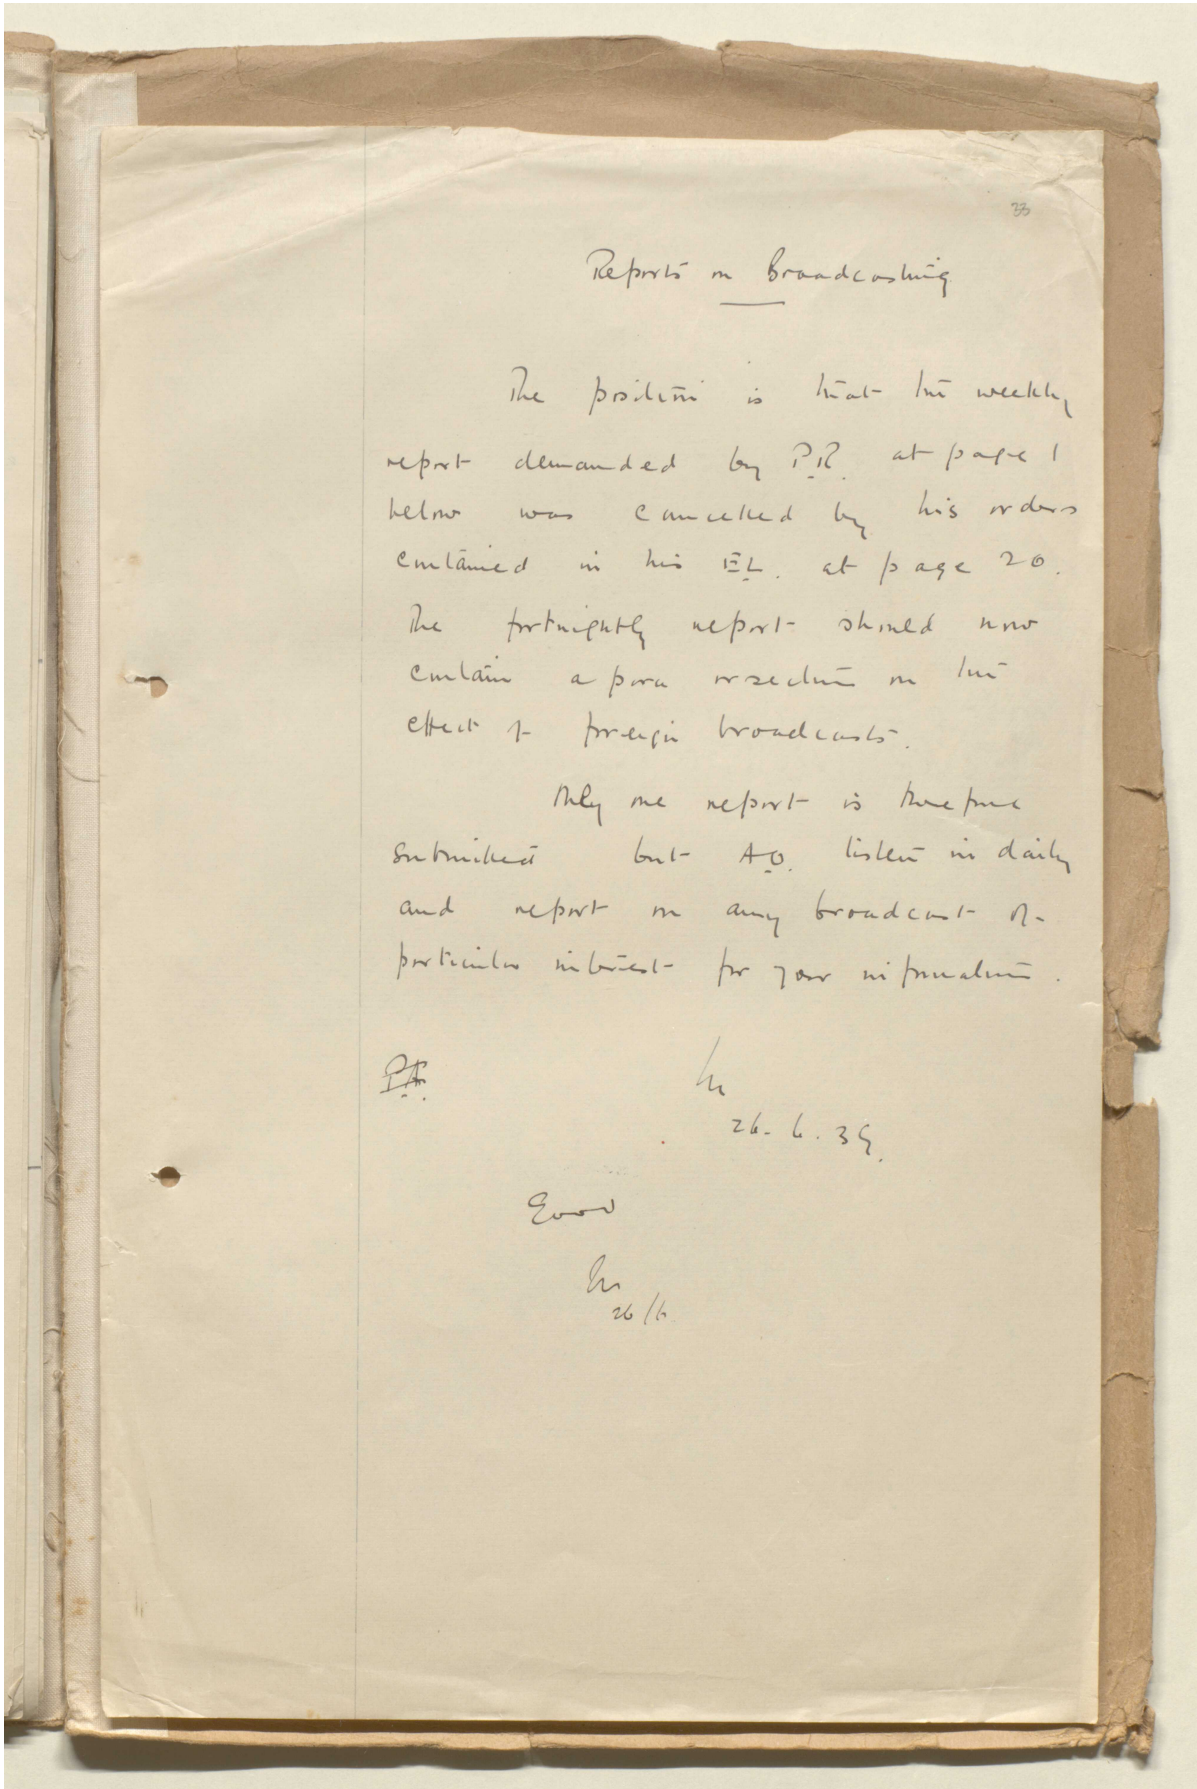 33
Reports on Broadcasting
The position is that the weekly
report demanded by P.R. at page 1
below was cancelled by his orders
contained in his E.L. at page 20.
The fortnightly report should now
contain a para or section on the
effect of foreign broadcasts.
Only one report is therefore
submitted but A.O. listen in daily
and report on any broadcast of
particular interest for your information.
P.A.
26.6.39.
Good
26/6